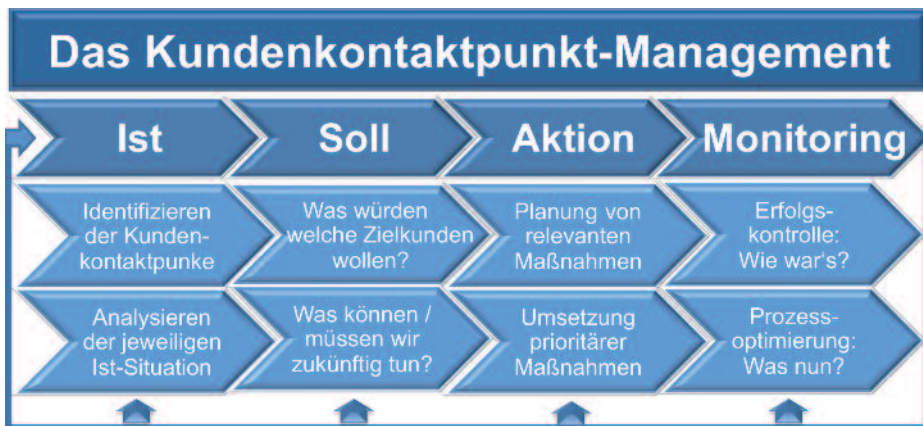 Das Kundenkontaktpunkt-Management
Ist
Soll
Aktion
Monitoring
Identifizieren
der Kunden-
kontaktpunke
Was würden
welche Zielkunden
wollen?
Planung von
relevanten
Maßnahmen
Erfolgs-
kontrolle:
Wie war‘s?
Analysieren
der jeweiligen
Ist-Situation
Was können /
müssen wir
zukünftig tun?
Umsetzung
prioritärer
Maßnahmen
Prozess-
optimierung:
Was nun?